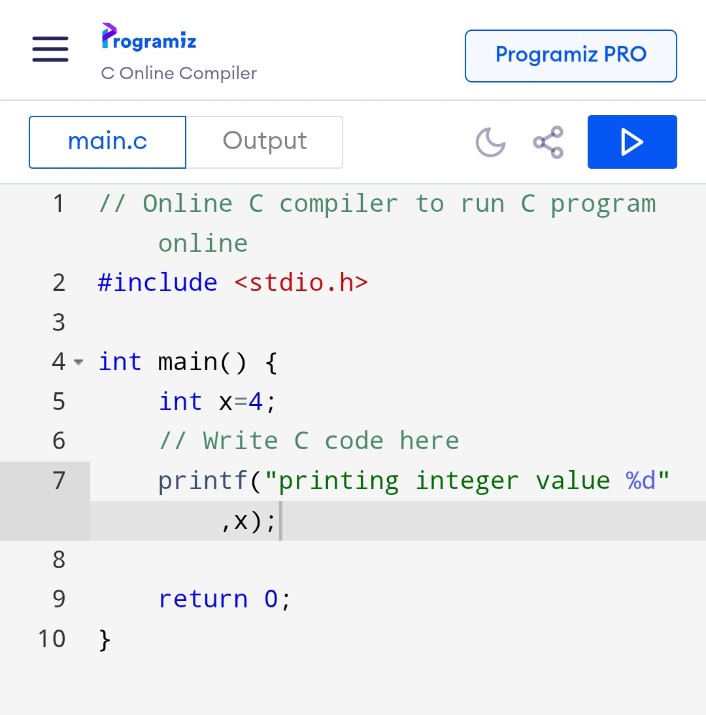 Programiz
C Online Compiler
Programiz PRO
main.c
Output
1 // Online C compiler to run C program
online
2 #include <stdio.h>
3
4 int main() {
5 int x=4;
6 // Write C code here
7 printf("printing integer value %d"
,x);
8
9 return 0;
10 }